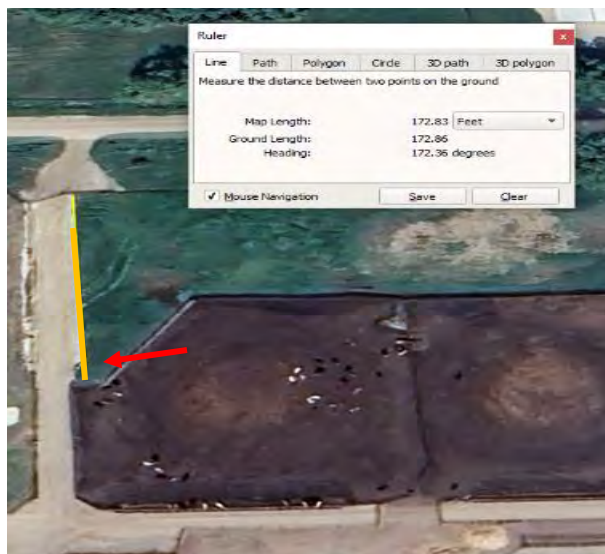 Ruler
Line Path Polygon Circle 3D path 3D polygon
Measure the distance between two points on the ground
Map Length: 172.83 Feet
Ground Length: 172.86
Heading: 172.36 degrees
Mouse Navigation Save Clear